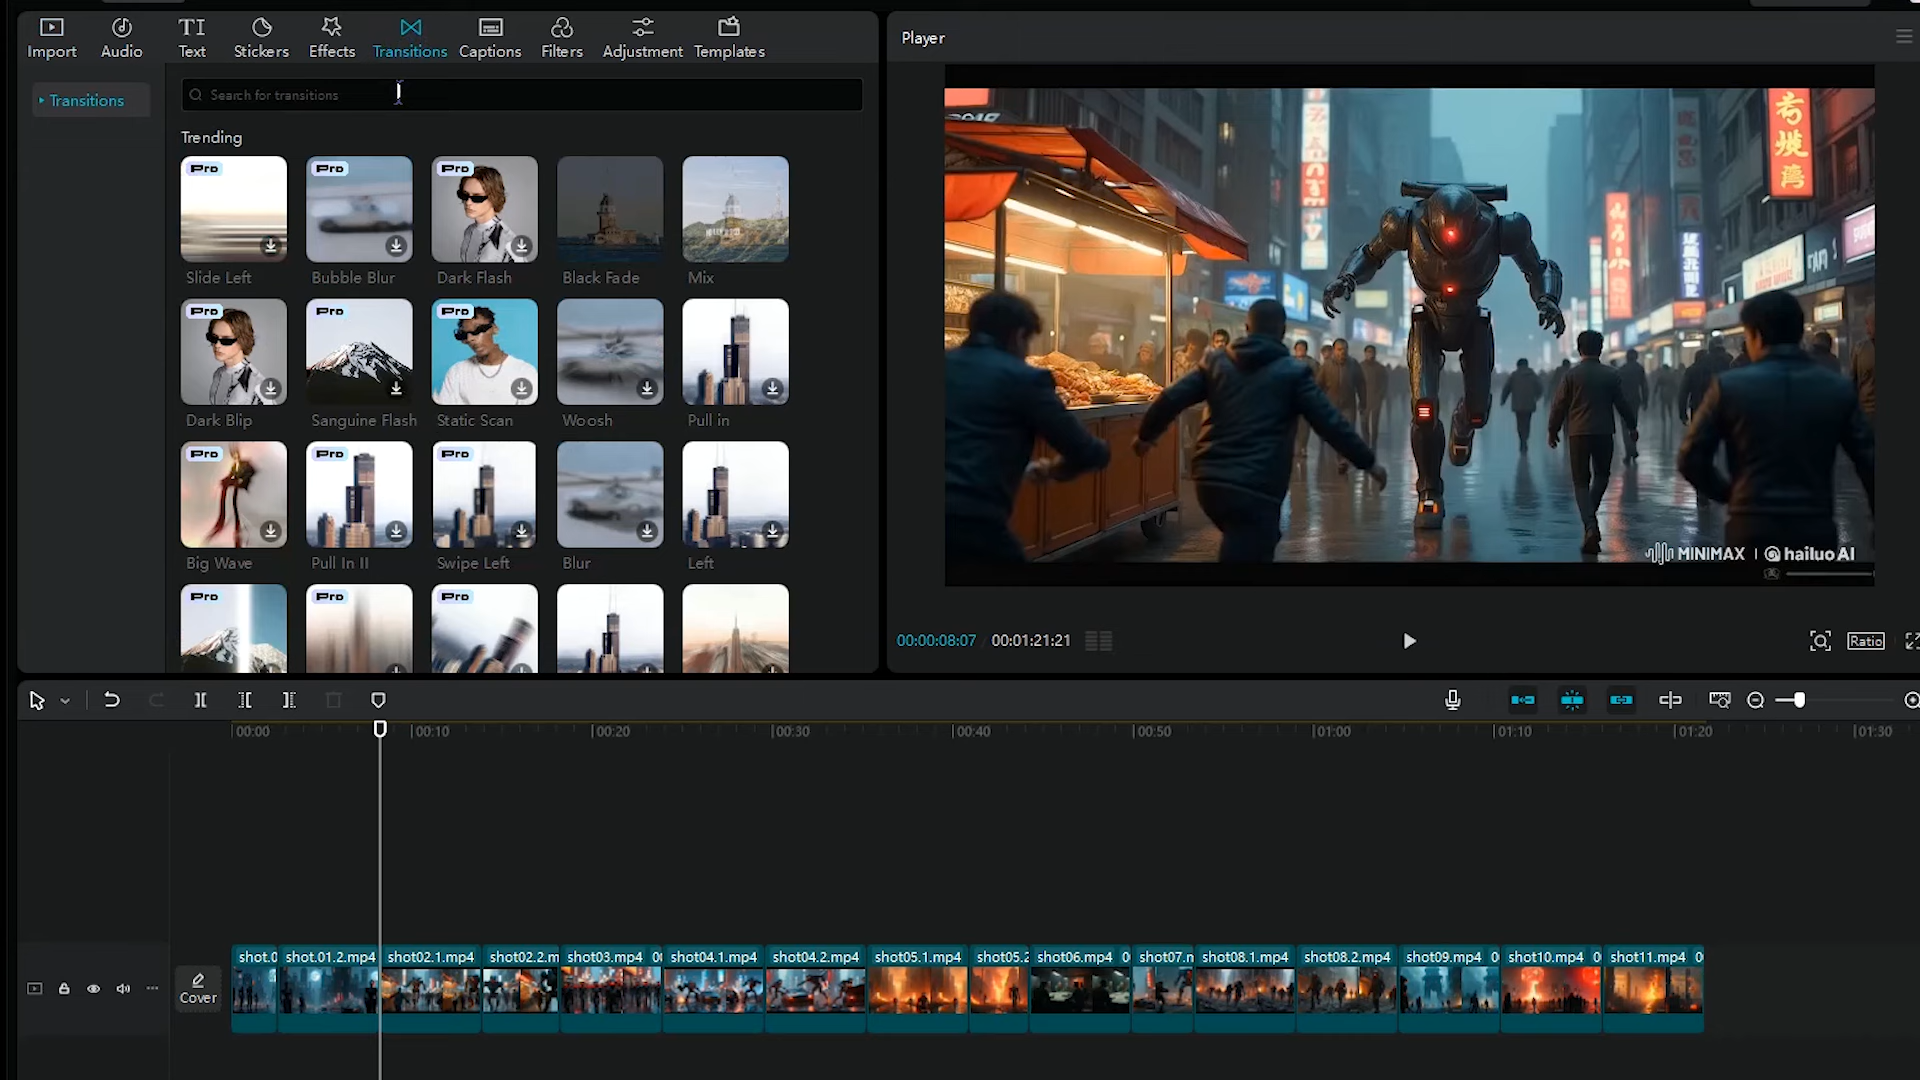 Import Audio Text Stickers Effects Transitions Captions Filters Adjustment Templates
TI
Transitions
Search for transitions
Trending
Pro Pro Pro
Slide Left Bubble Blur Dark Flash Black Fade Mix
Pro Pro Pro
Dark Blip Sanguine Flash Static Scan Woosh Pull in
Pro Pro Pro
Big Wave Pull In II Swipe Left Blur Left
Pro Pro Pro
Player
MINIMAX | hailuo AI
00:00:08:07 00:01:21:21
Ratio
00:00 00:10 00:20 00:30 00:40 00:50 01:00 01:10 01:20 01:30
Cover
shot.0 shot.01.2.mp4 shot02.1.mp4 shot02.2.m shot03.mp4 00 shot04.1.mp4 shot04.2.mp4 shot05.1.mp4 shot05.2 shot06.mp4 0 shot07.m shot08.1.mp4 shot08.2.mp4 shot09.mp4 0 shot10.mp4 0 shot11.mp4 0